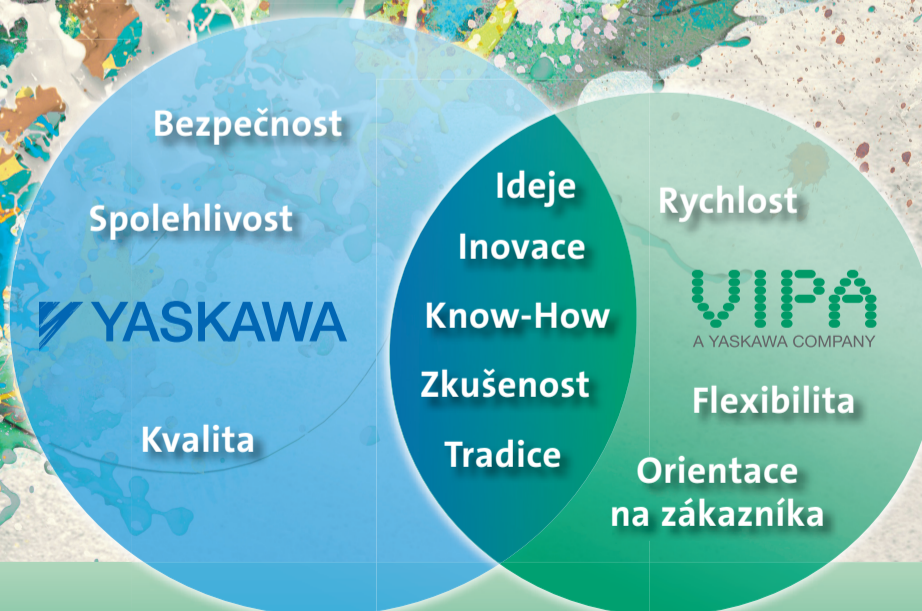 Bezpečnost
Spolehlivost
YASKAWA
Kvalita
Ideje
Inovace
Know-How
Zkušenost
Tradice
Rychlost
VIPA
A YASKAWA COMPANY
Flexibilita
Orientace
na zákazníka